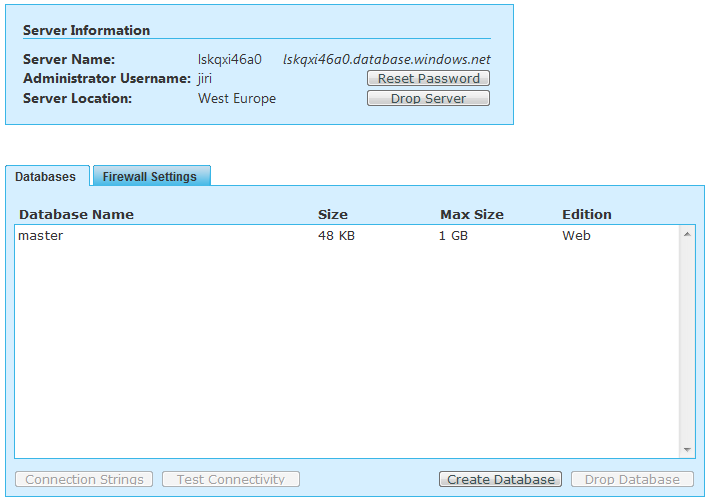 Server Information
Server Name: lskqxi46a0 lskqxi46a0.database.windows.net
Administrator Username: jiri Reset Password
Server Location: West Europe Drop Server
Databases Firewall Settings
Database Name Size Max Size Edition
master 48 KB 1 GB Web
Connection Strings Test Connectivity Create Database Drop Database